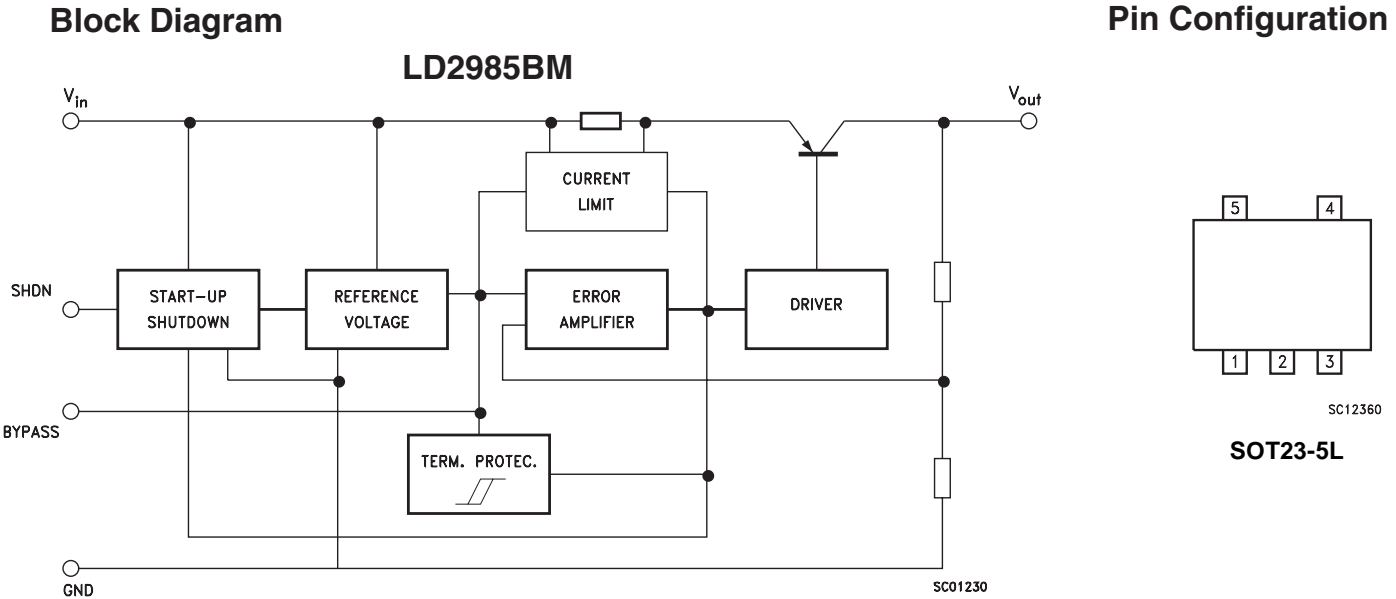 Block Diagram
Pin Configuration
LD2985BM
Vin
Vout
CURRENT
LIMIT
5
4
SHDN
START-UP
SHUTDOWN
REFERENCE
VOLTAGE
ERROR
AMPLIFIER
DRIVER
1
2
3
SC12360
BYPASS
SOT23-5L
TERM. PROTEC.
GND
SC01230